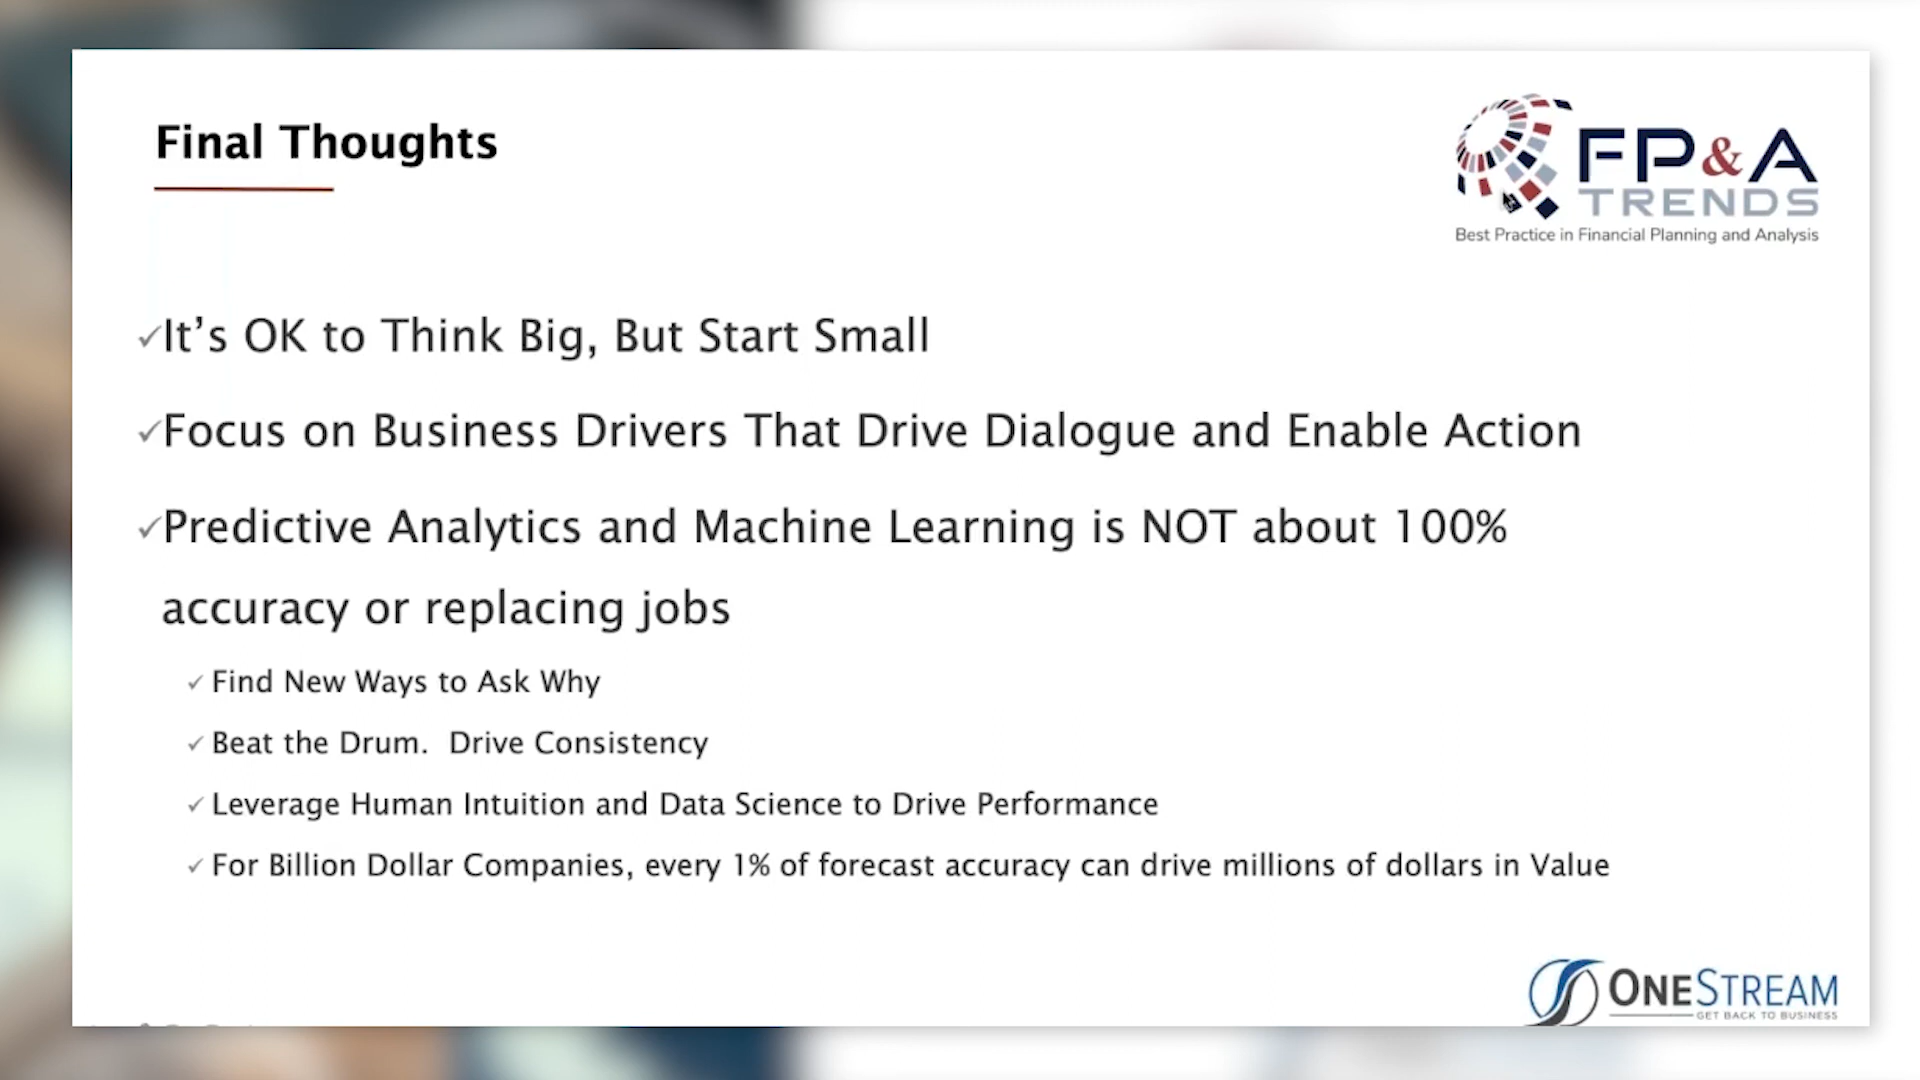 Final Thoughts
FP&A
TRENDS
Best Practice in Financial Planning and Analysis
✓It’s OK to Think Big, But Start Small
✓Focus on Business Drivers That Drive Dialogue and Enable Action
✓Predictive Analytics and Machine Learning is NOT about 100%
accuracy or replacing jobs
✓ Find New Ways to Ask Why
✓ Beat the Drum.  Drive Consistency
✓ Leverage Human Intuition and Data Science to Drive Performance
✓ For Billion Dollar Companies, every 1% of forecast accuracy can drive millions of dollars in Value
ONESTREAM
GET BACK TO BUSINESS